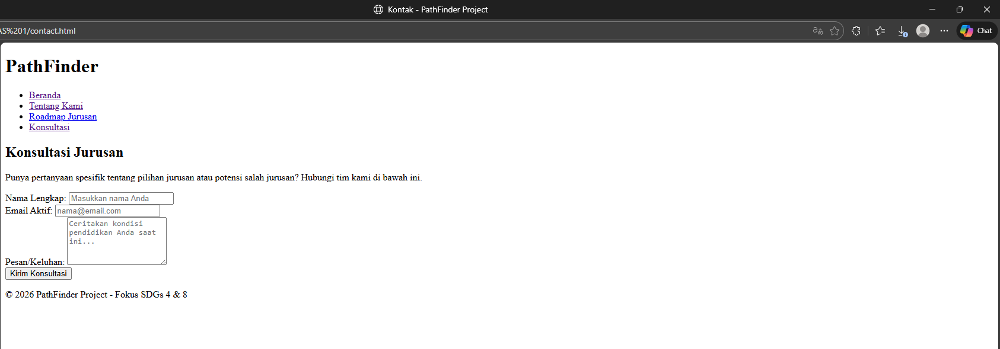 Kontak - PathFinder Project
AS%201/contact.html
Chat
PathFinder
Beranda
Tentang Kami
Roadmap Jurusan
Konsultasi
Konsultasi Jurusan
Punya pertanyaan spesifik tentang pilihan jurusan atau potensi salah jurusan? Hubungi tim kami di bawah ini.
Nama Lengkap: Masukkan nama Anda
Email Aktif: nama@email.com
Ceritakan kondisi
pendidikan Anda saat
ini...
Pesan/Keluhan:
Kirim Konsultasi
© 2026 PathFinder Project - Fokus SDGs 4 & 8